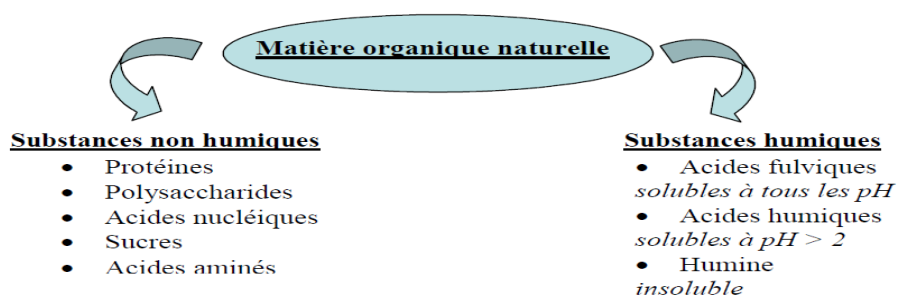 Matière organique naturelle
Substances non humiques
• Protéines
• Polysaccharides
• Acides nucléiques
• Sucres
• Acides aminés
Substances humiques
• Acides fulviques
solubles à tous les pH
• Acides humiques
solubles à pH > 2
• Humine
insoluble